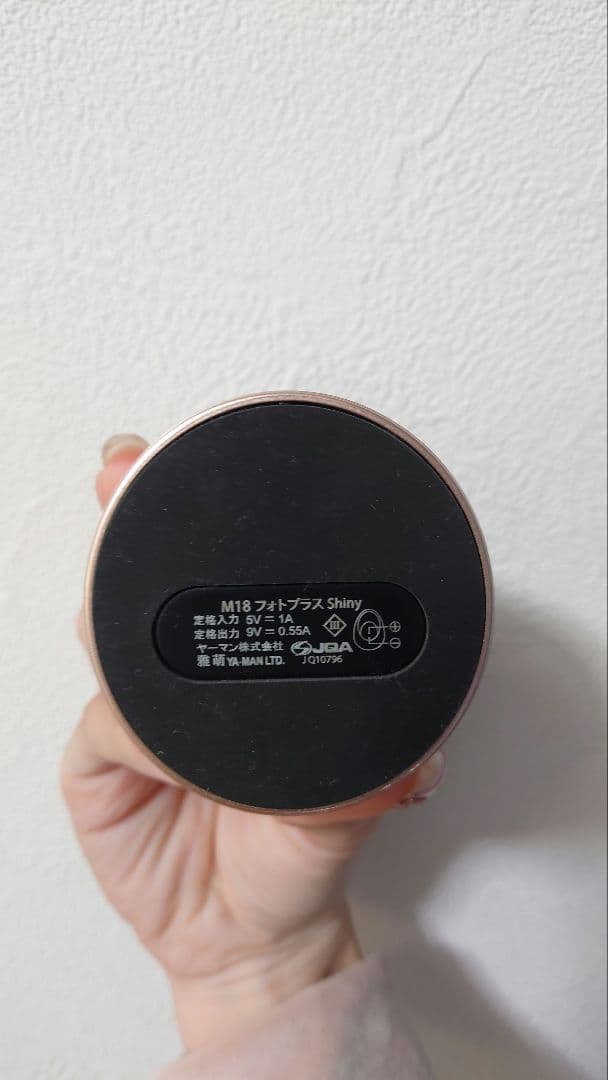 M18 フォトプラス Shiny
定格入力 5V = 1A
定格出力 9V = 0.55A
ヤーマン株式会社 JQA
雅萌 YA-MAN LTD. JQ10796